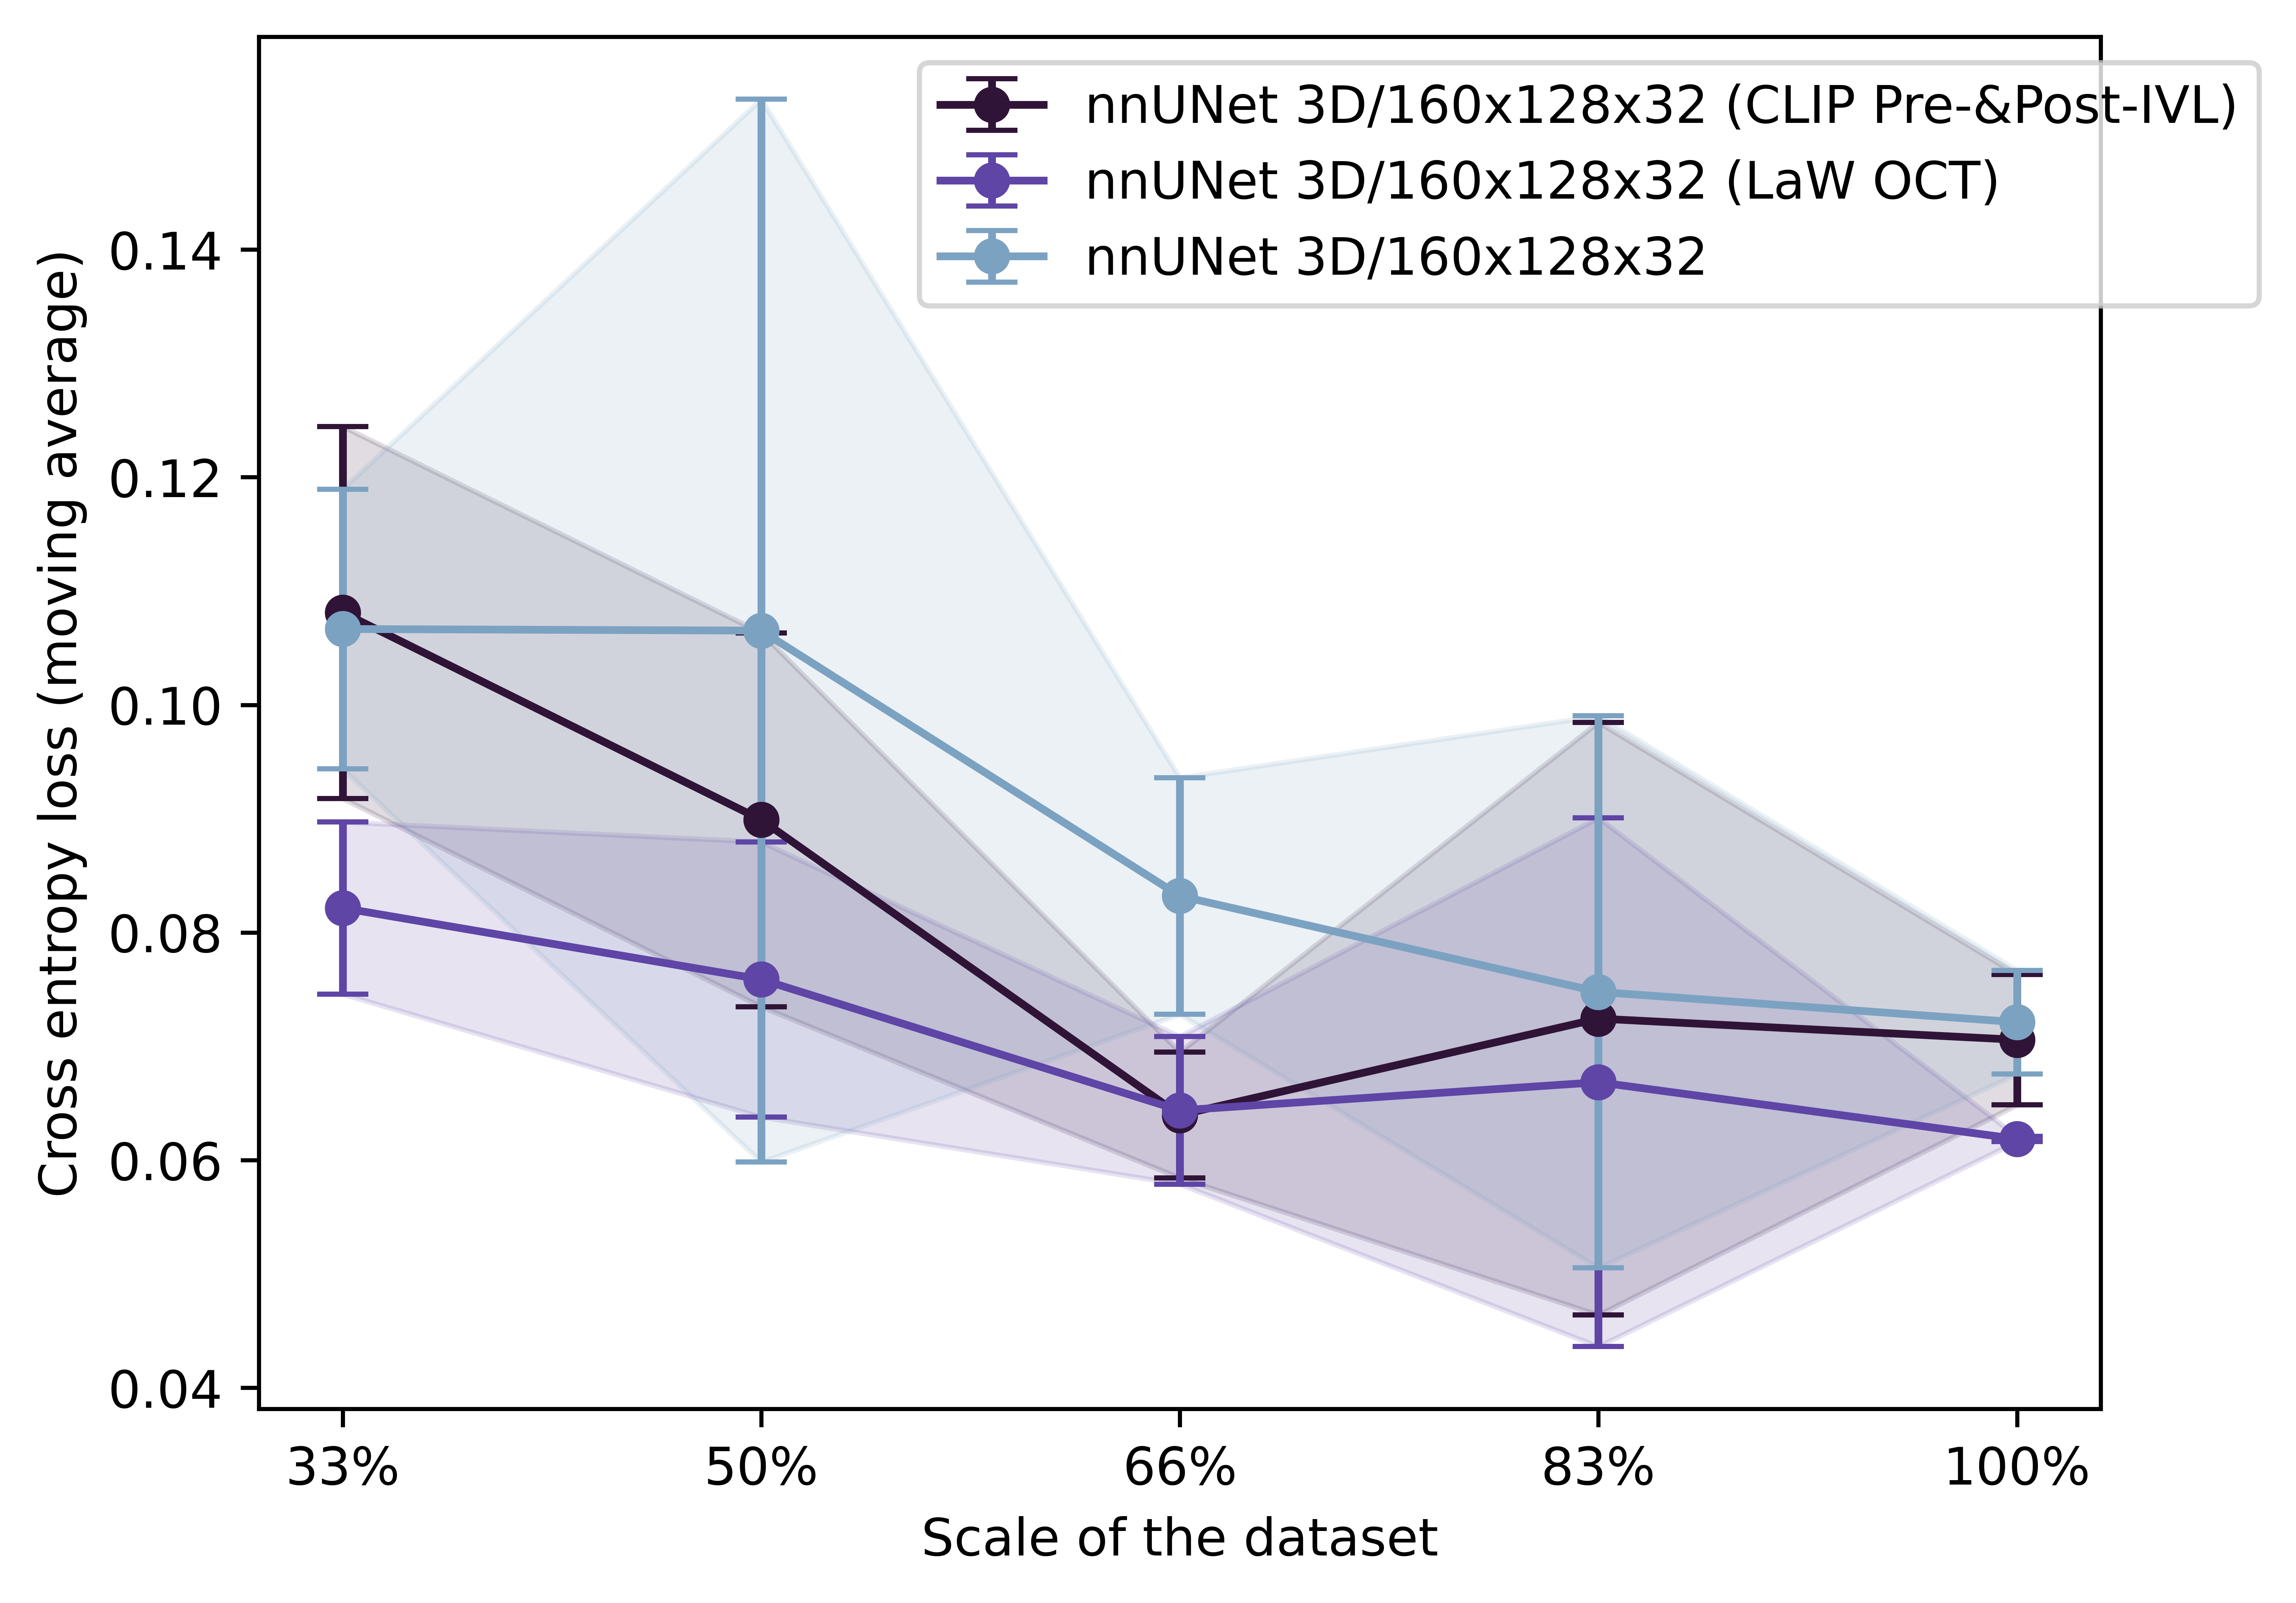 nnUNet 3D/160x128x32 (CLIP Pre-&Post-IVL)
nnUNet 3D/160x128x32 (LaW OCT)
nnUNet 3D/160x128x32
Cross entropy loss (moving average)
0.14
0.12
0.10
0.08
0.06
0.04
33%
50%
66%
83%
100%
Scale of the dataset